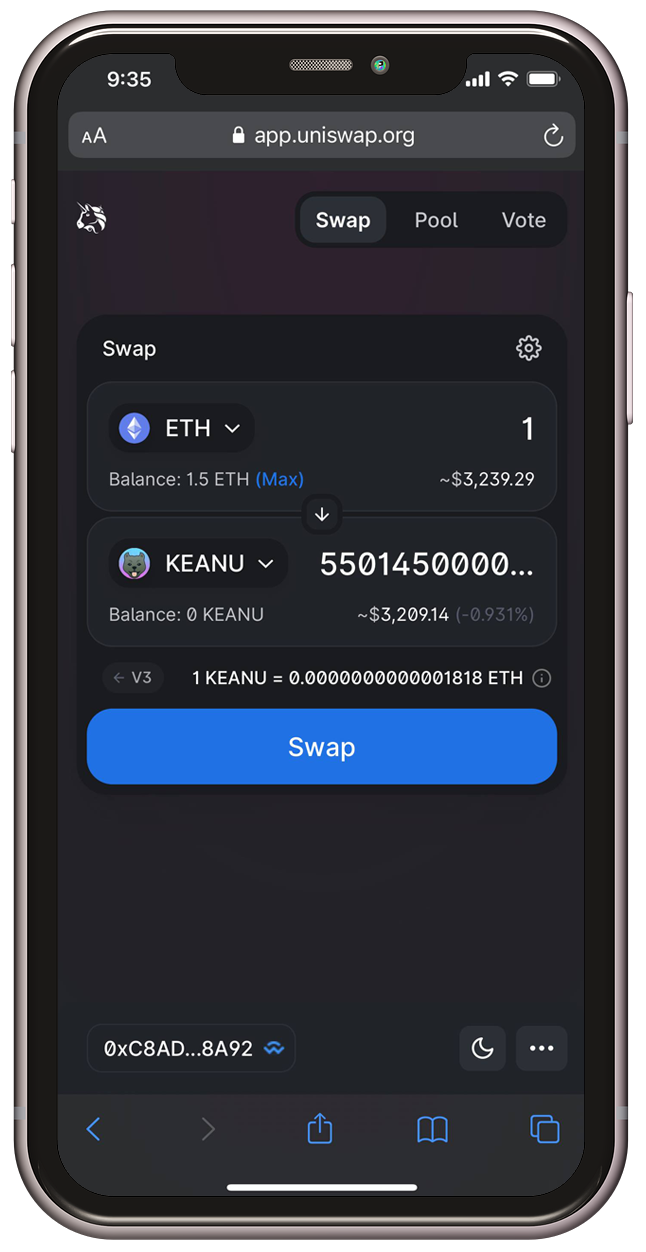 9:35
AA app.uniswap.org
Swap Pool Vote
Swap
ETH 1
Balance: 1.5 ETH (Max) ~$3,239.29
KEANU 5501450000...
Balance: 0 KEANU ~$3,209.14 (-0.931%)
← V3 1 KEANU = 0.0000000000001818 ETH
Swap
0xC8AD...8A92